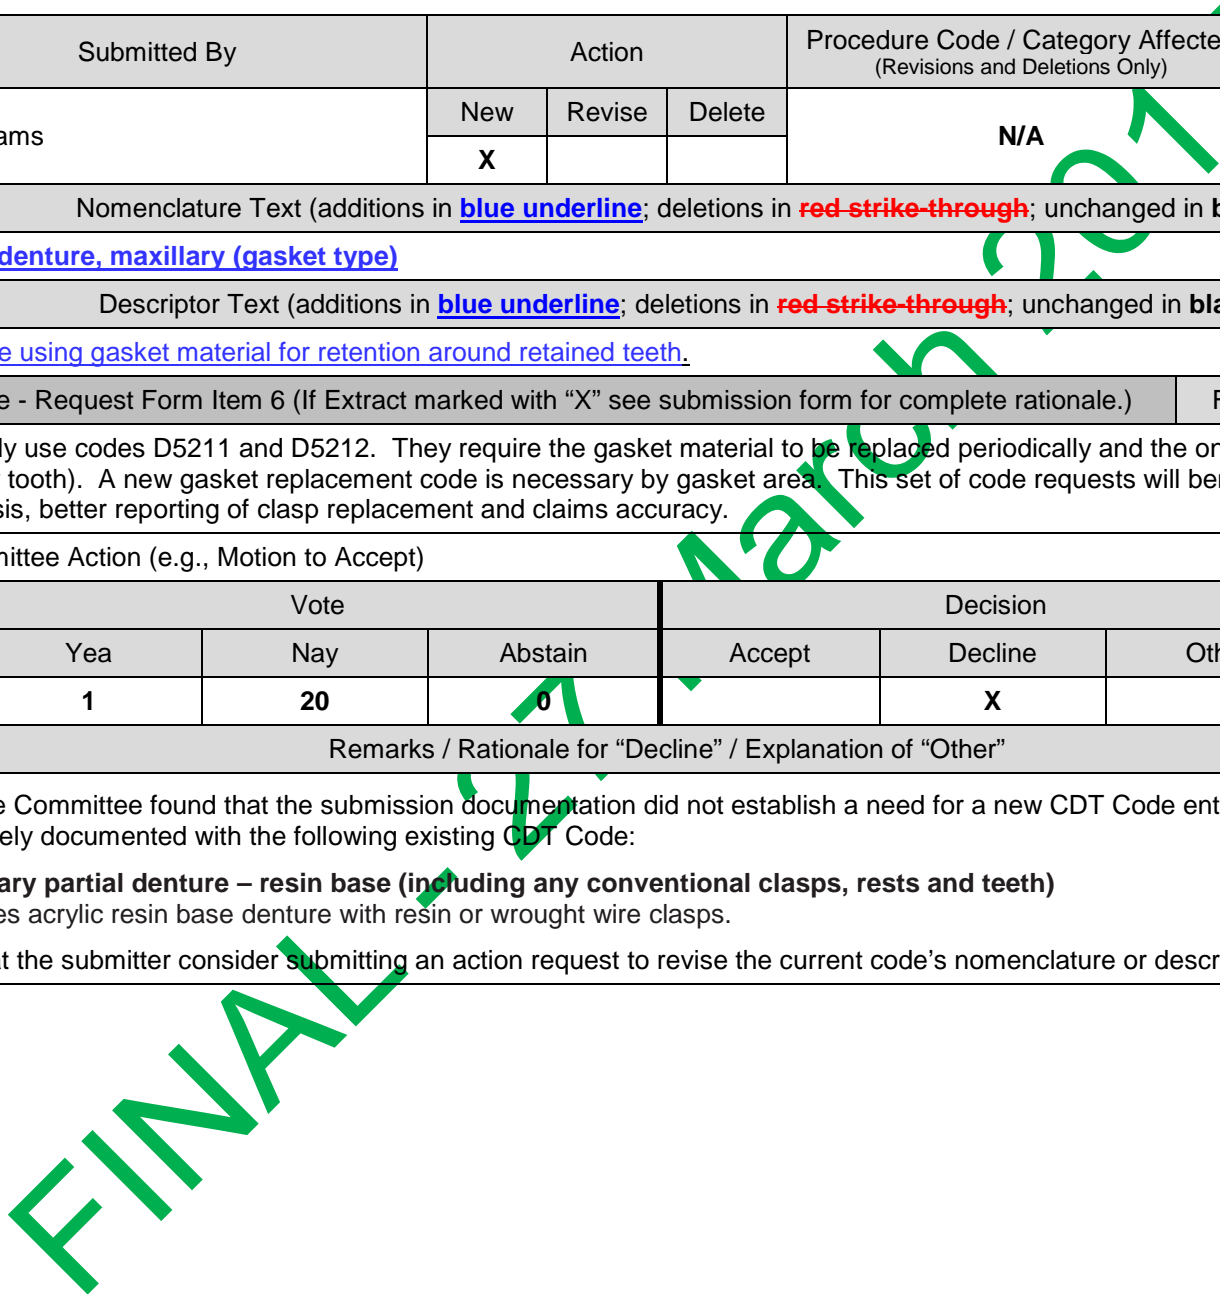 Submitted By
Action
Procedure Code / Category Affecte
(Revisions and Deletions Only)
ams
New
Revise
Delete
N/A
X
Nomenclature Text (additions in blue underline; deletions in red strike-through; unchanged in b
denture, maxillary (gasket type)
Descriptor Text (additions in blue underline; deletions in red strike-through; unchanged in bla
e using gasket material for retention around retained teeth.
e - Request Form Item 6 (If Extract marked with “X” see submission form for complete rationale.)
ly use codes D5211 and D5212. They require the gasket material to be replaced periodically and the on
tooth). A new gasket replacement code is necessary by gasket area. This set of code requests will ber
sis, better reporting of clasp replacement and claims accuracy.
mittee Action (e.g., Motion to Accept)
Vote
Decision
Yea
Nay
Abstain
Accept
Decline
Oth
1
20
0
X
Remarks / Rationale for “Decline” / Explanation of “Other”
e Committee found that the submission documentation did not establish a need for a new CDT Code ent
ely documented with the following existing CDT Code:
ary partial denture – resin base (including any conventional clasps, rests and teeth)
es acrylic resin base denture with resin or wrought wire clasps.
at the submitter consider submitting an action request to revise the current code’s nomenclature or descr
FINAL - 27 March 201